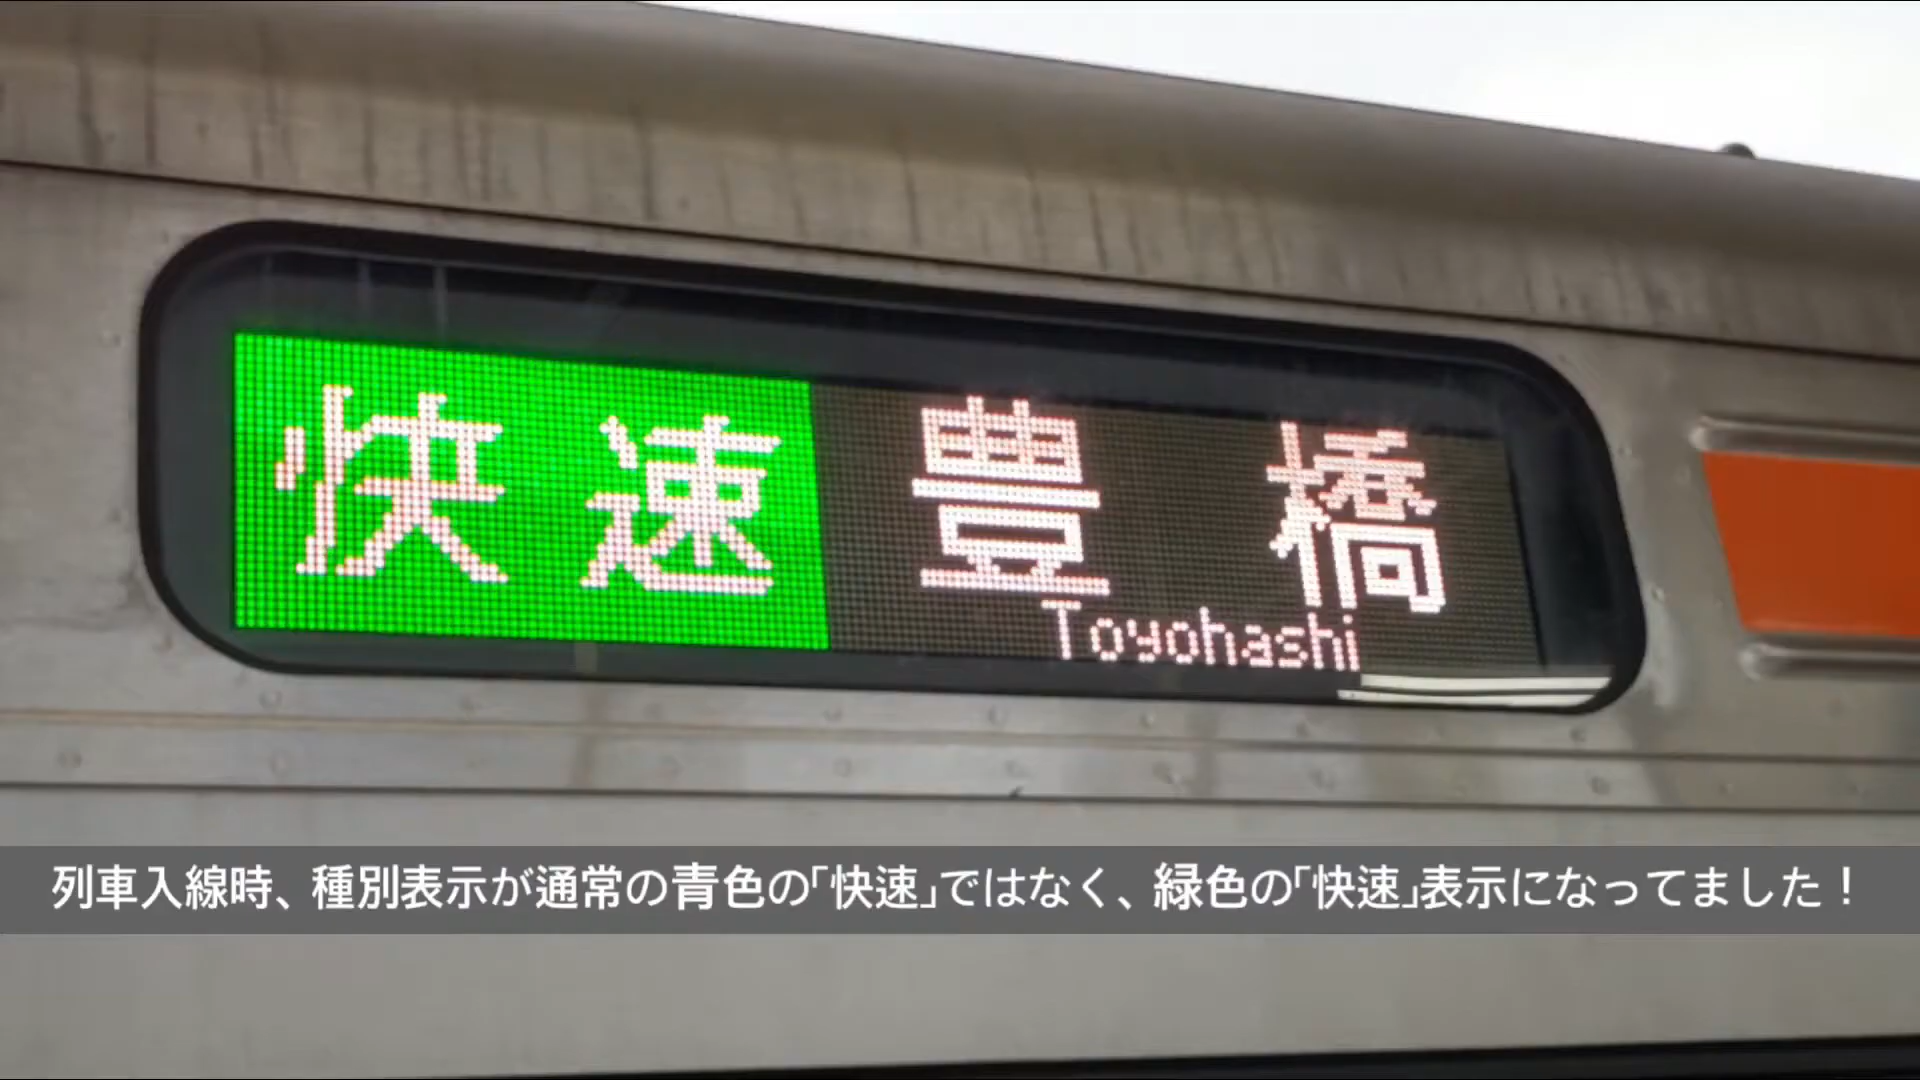 快速 豊橋
Toyohashi
列車入線時、種別表示が通常の青色の「快速」ではなく、緑色の「快速」表示になってました！